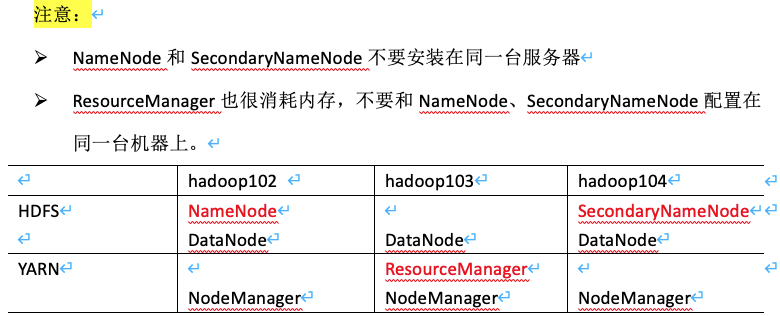 注意：
NameNode 和 SecondaryNameNode 不要安装在同一台服务器
ResourceManager 也很消耗内存，不要和 NameNode、SecondaryNameNode 配置在
同一台机器上。
hadoop102 hadoop103 hadoop104
HDFS NameNode SecondaryNameNode
DataNode DataNode DataNode
YARN ResourceManager
NodeManager NodeManager NodeManager